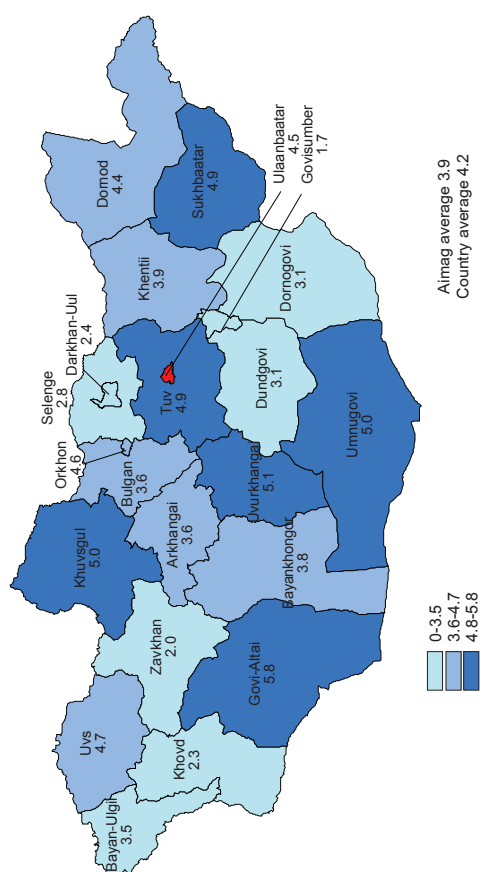 Bayan-Ulgii
3.5
Uvs
4.7
Khovd
2.3
Zavkhan
2.0
Govi-Altai
5.8
Khuvsgul
5.0
Orkhon
4.6
Bulgan
3.6
Arkhangai
3.6
Bayankhongor
3.8
Selenge
2.8
Darkhan-Uul
2.4
Tuv
4.9
Uvurkhangai
5.1
Umnugovi
5.0
Dundgovi
3.1
Khentii
3.9
Domod
4.4
Sukhbaatar
4.9
Dornogovi
3.1
Ulaanbaatar
4.5
Govisumber
1.7
0-3.5
3.6-4.7
4.8-5.8
Aimag average 3.9
Country average 4.2